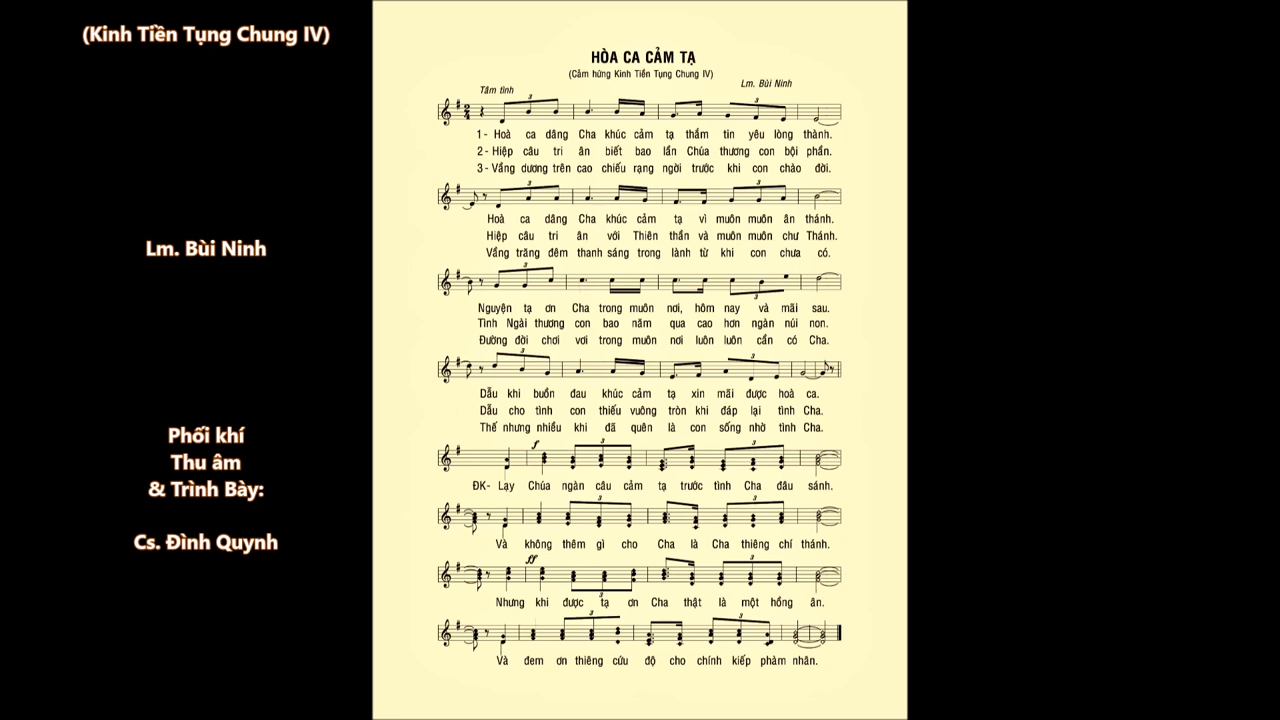 (Kinh Tiền Tụng Chung IV)
Lm. Bùi Ninh
Phối khí
Thu âm
& Trình Bày:
Cs. Đình Quynh
HÒA CA CẢM TẠ
(Cảm hứng Kinh Tiền Tụng Chung IV)
Lm. Bùi Ninh
Tâm tình
1- Hoà ca dâng Cha khúc cảm tạ thắm tin yêu lòng thành.
2- Hiệp câu tri ân biết bao lần Chúa thương con bội phần.
3- Vầng dương trên cao chiếu rạng ngời trước khi con chào đời.
Hoà ca dâng Cha khúc cảm tạ vì muôn muôn ân thánh.
Hiệp câu tri ân với Thiên thần và muôn muôn chư Thánh.
Vầng trăng đêm thanh sáng trong lành từ khi con chưa có.
Nguyện tạ ơn Cha trong muôn nơi, hôm nay và mãi sau.
Tình Ngài thương con bao năm qua cao hơn ngàn núi non.
Đường đời chơi vơi trong muôn nơi luôn luôn cần có Cha.
Dẫu khi buồn đau khúc cảm tạ xin mãi được hoà ca.
Dẫu cho tình con thiếu vuông tròn khi đáp lại tình Cha.
Thế nhưng nhiều khi đã quên là con sống nhờ tình Cha.
f
ĐK- Lạy Chúa ngàn câu cảm tạ trước tình Cha đâu sánh.
Và không thêm gì cho Cha là Cha thiêng chí thánh.
ff
Nhưng khi được tạ ơn Cha thật là một hồng ân.
Và đem ơn thiêng cứu độ cho chính kiếp phàm nhân.